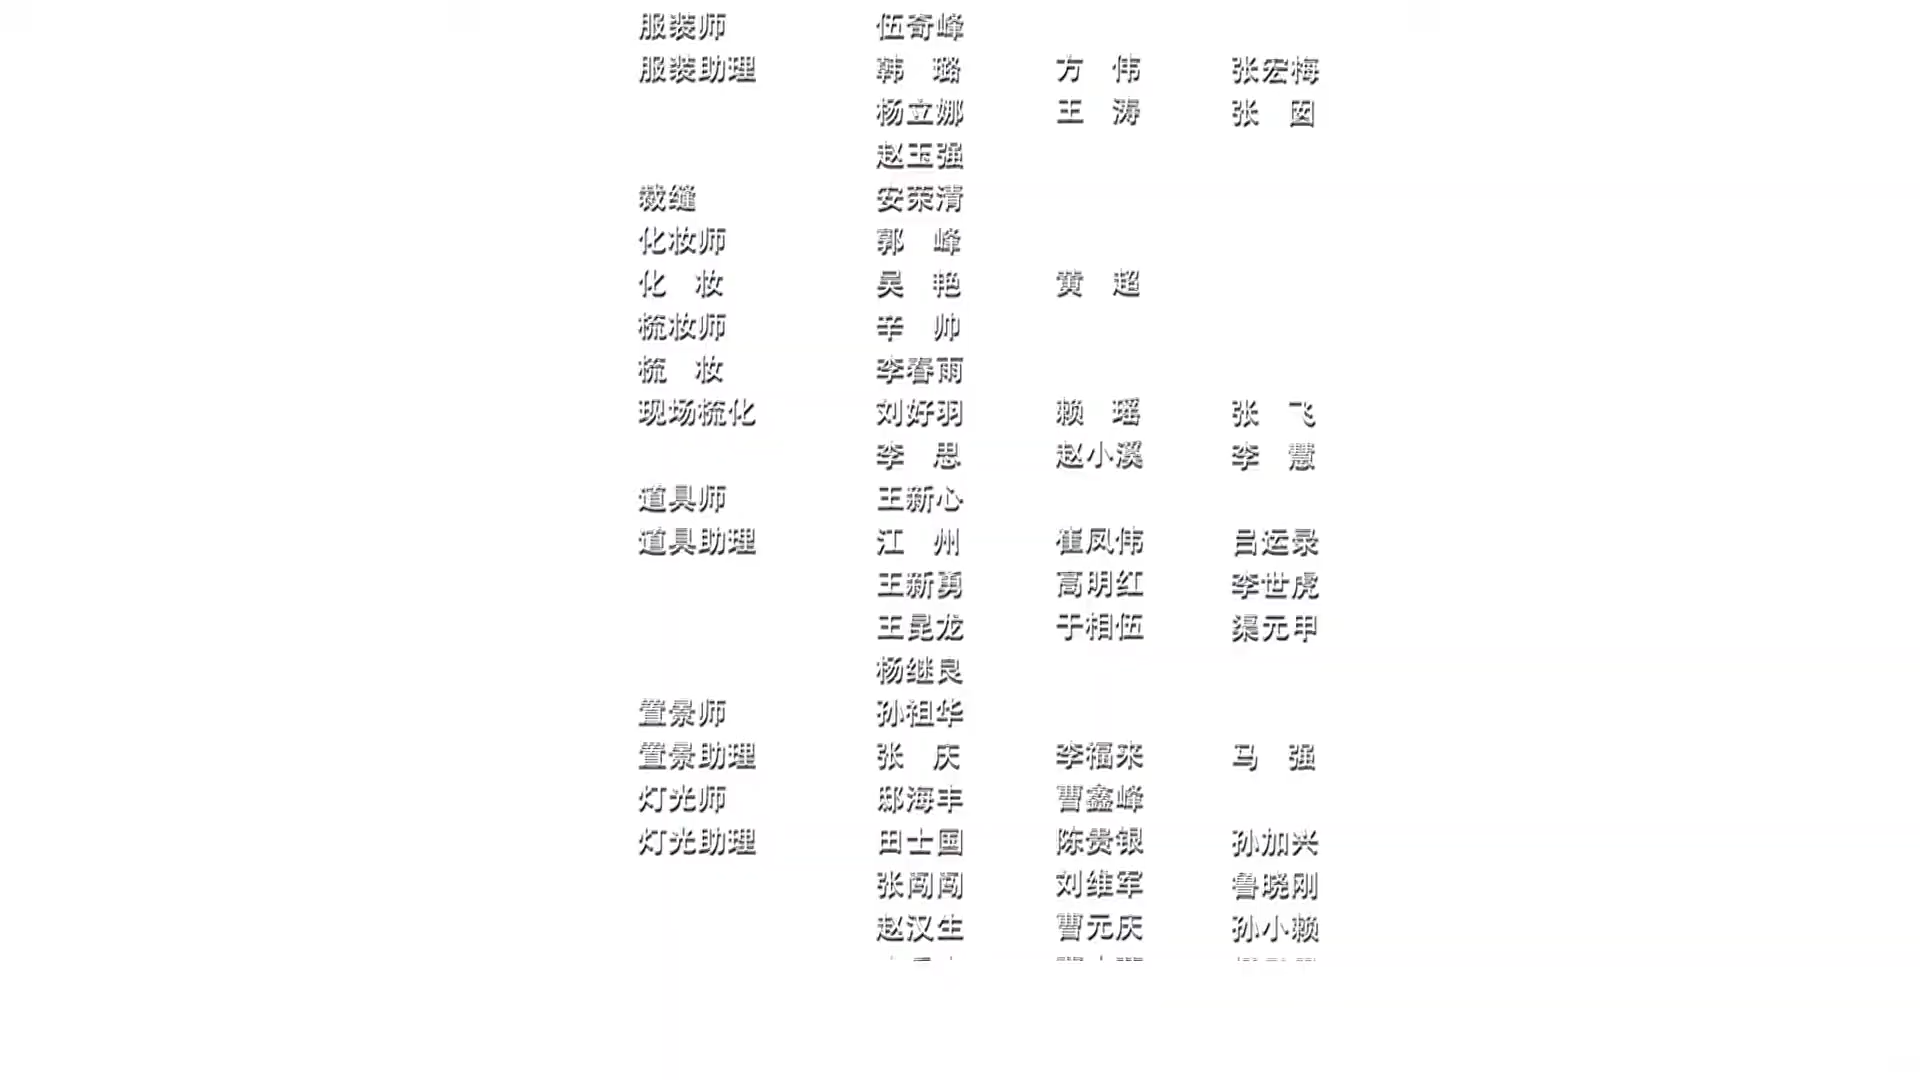 服装师 伍奇峰
服装助理 韩 璐 方 伟 张宏梅
杨立娜 王 涛 张 囡
赵玉强
裁缝 安荣清
化妆师 郭 峰
化 妆 吴 艳 黄 超
梳妆师 辛 帅
梳 妆 李春雨
现场梳化 刘好羽 赖 瑶 张 飞
李 思 赵小溪 李 慧
道具师 王新心
道具助理 江 州 崔凤伟 吕运录
王新勇 高明红 李世虎
王昆龙 于相伍 渠元甲
杨继良
置景师 孙祖华
置景助理 张 庆 李福来 马 强
灯光师 邸海丰 曹鑫峰
灯光助理 田士国 陈贵银 孙加兴
张闯闯 刘维军 鲁晓刚
赵汉生 曹元庆 孙小赖